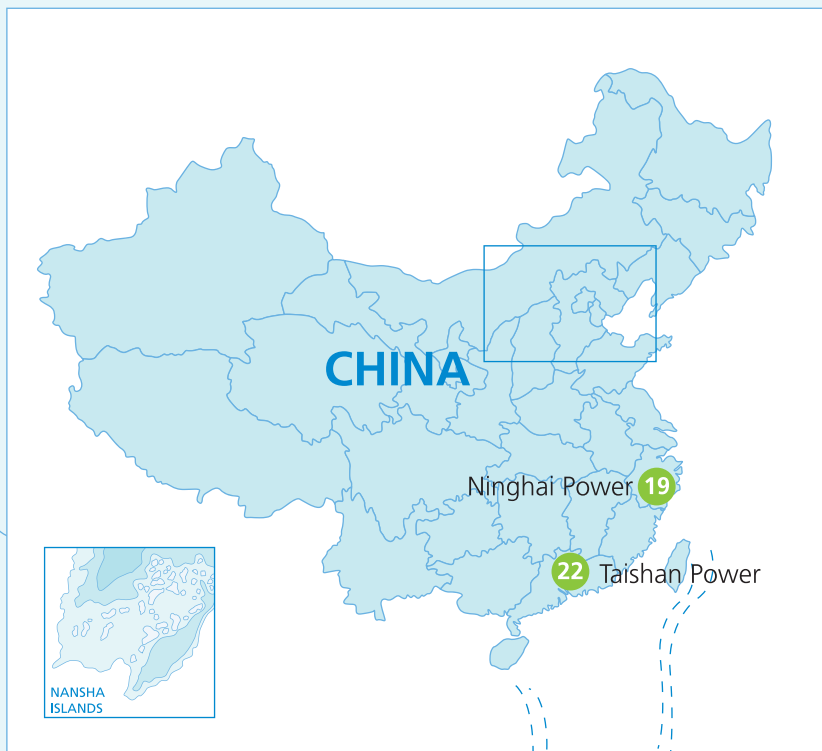 CHINA
Ninghai Power 19
22 Taishan Power
NANSHA
ISLANDS